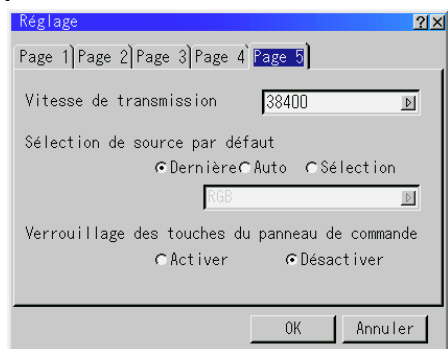 Réglage
Page 1 Page 2 Page 3 Page 4 Page 5
Vitesse de transmission 38400
Sélection de source par défaut
Dernière Auto Sélection
RGB
Verrouillage des touches du panneau de commande
Activer Désactiver
OK Annuler